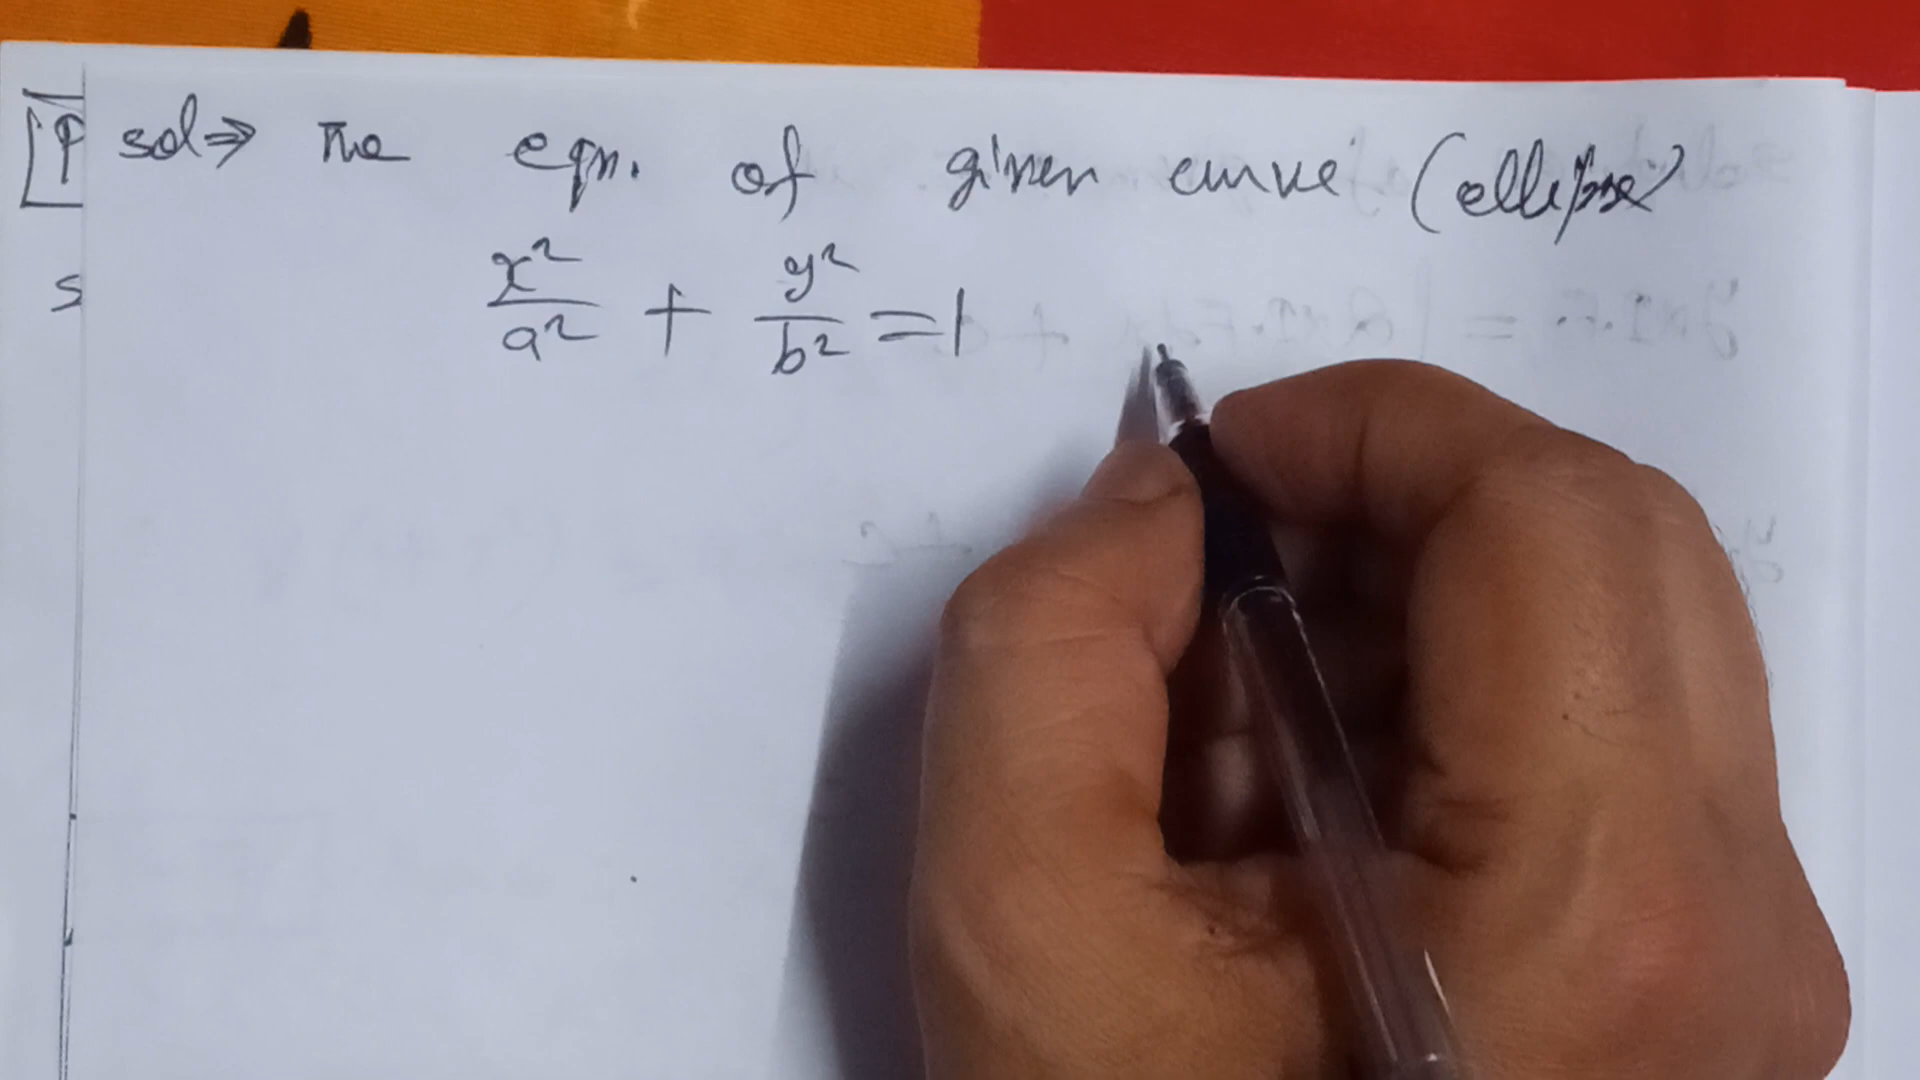 sol⇒ The eqn. of given curve (ellipse)
x²/a² + y²/b² = 1